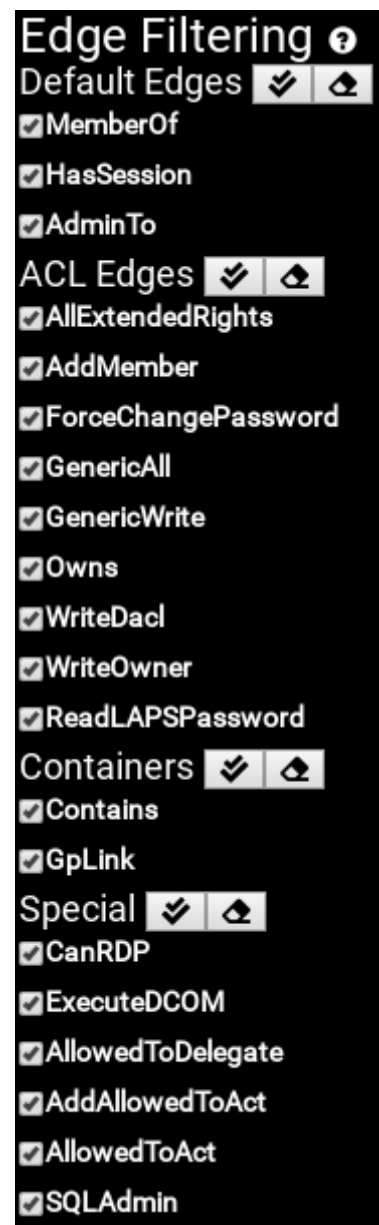 Edge Filtering ?
Default Edges
MemberOf
HasSession
AdminTo
ACL Edges
AllExtendedRights
AddMember
ForceChangePassword
GenericAll
GenericWrite
Owns
WriteDacl
WriteOwner
ReadLAPSPassword
Containers
Contains
GpLink
Special
CanRDP
ExecuteDCOM
AllowedToDelegate
AddAllowedToAct
AllowedToAct
SQLAdmin